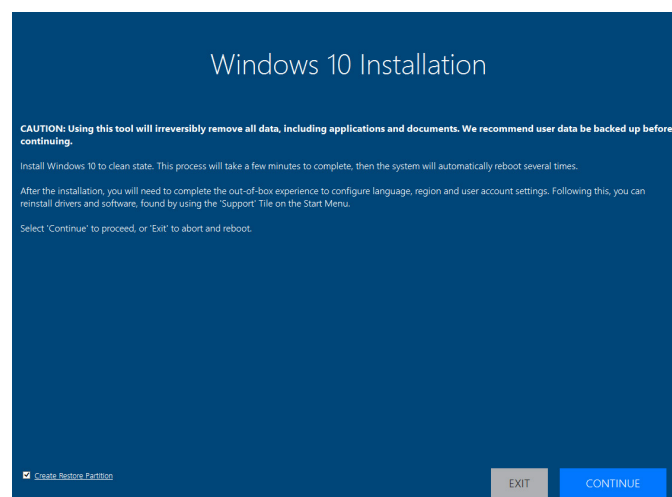 Windows 10 Installation
CAUTION: Using this tool will irreversibly remove all data, including applications and documents. We recommend user data be backed up before
continuing.
Install Windows 10 to clean state. This process will take a few minutes to complete, then the system will automatically reboot several times.
After the installation, you will need to complete the out-of-box experience to configure language, region and user account settings. Following this, you can
reinstall drivers and software, found by using the 'Support' Tile on the Start Menu.
Select 'Continue' to proceed, or 'Exit' to abort and reboot.
Create Restore Partition
EXIT
CONTINUE